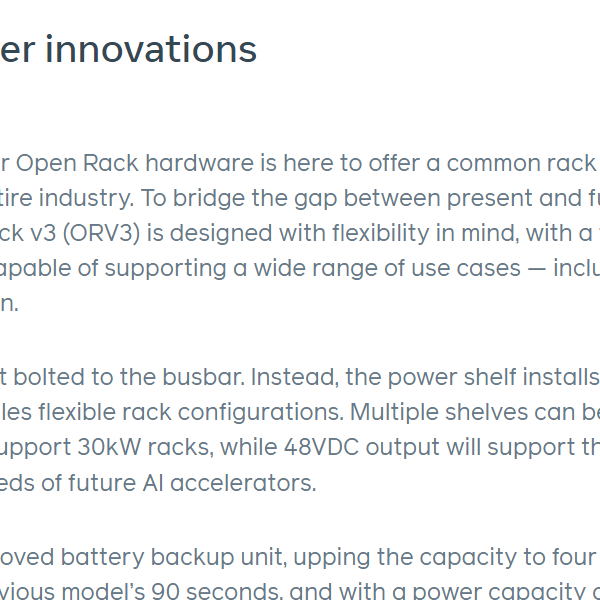 er innovations
r Open Rack hardware is here to offer a common rack
tire industry. To bridge the gap between present and fu
ck v3 (ORV3) is designed with flexibility in mind, with a
apable of supporting a wide range of use cases — inclu
n.
t bolted to the busbar. Instead, the power shelf installs
les flexible rack configurations. Multiple shelves can be
upport 30kW racks, while 48VDC output will support th
eds of future AI accelerators.
oved battery backup unit, upping the capacity to four
vious model's 90 seconds, and with a power capacity o